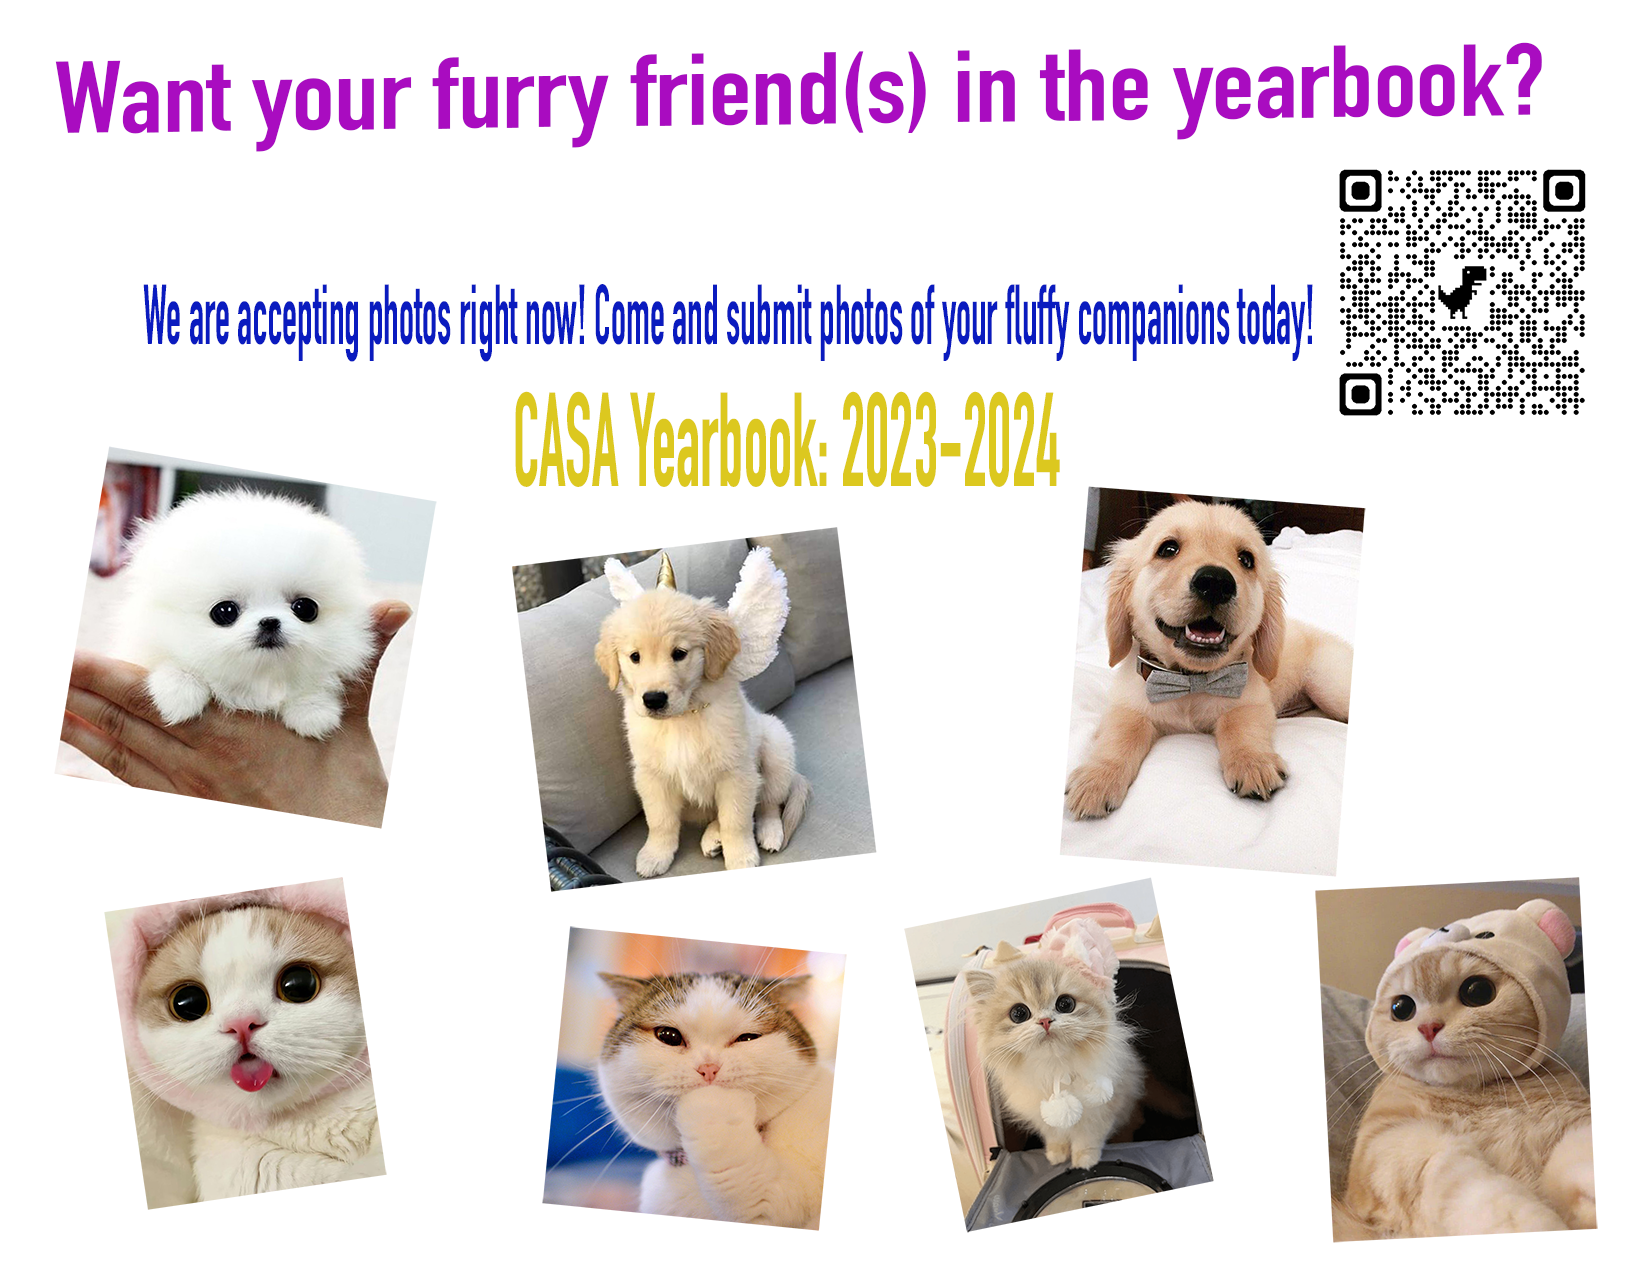 Want your furry friend(s) in the yearbook?
We are accepting photos right now! Come and submit photos of your fluffy companions today!
CASA Yearbook: 2023-2024